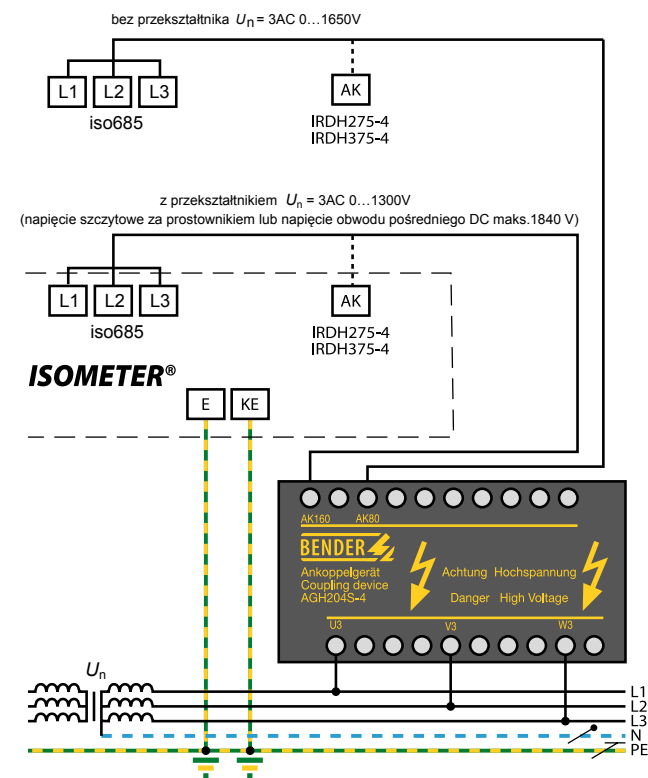 bez przekształtnika Un = 3AC 0…1650V
L1 L2 L3
AK
iso685
IRDH275-4
IRDH375-4
z przekształtnikiem Un = 3AC 0…1300V
(napięcie szczytowe za prostownikiem lub napięcie obwodu pośredniego DC maks.1840 V)
L1 L2 L3
AK
iso685
IRDH275-4
IRDH375-4
ISOMETER®
E KE
AK160 AK80
BENDER
Ankoppelgerät
Coupling device
AGH204S-4
Achtung Hochspannung
Danger High Voltage
U3 V3 W3
Un
L1
L2
L3
N
PE